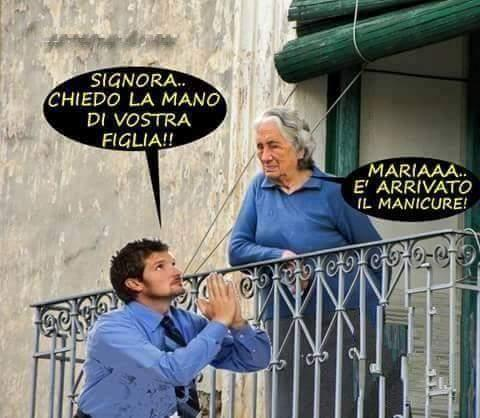 SIGNORA..
CHIEDO LA MANO
DI VOSTRA
FIGLIA!!
MARIAAA..
E' ARRIVATO
IL MANICURE!